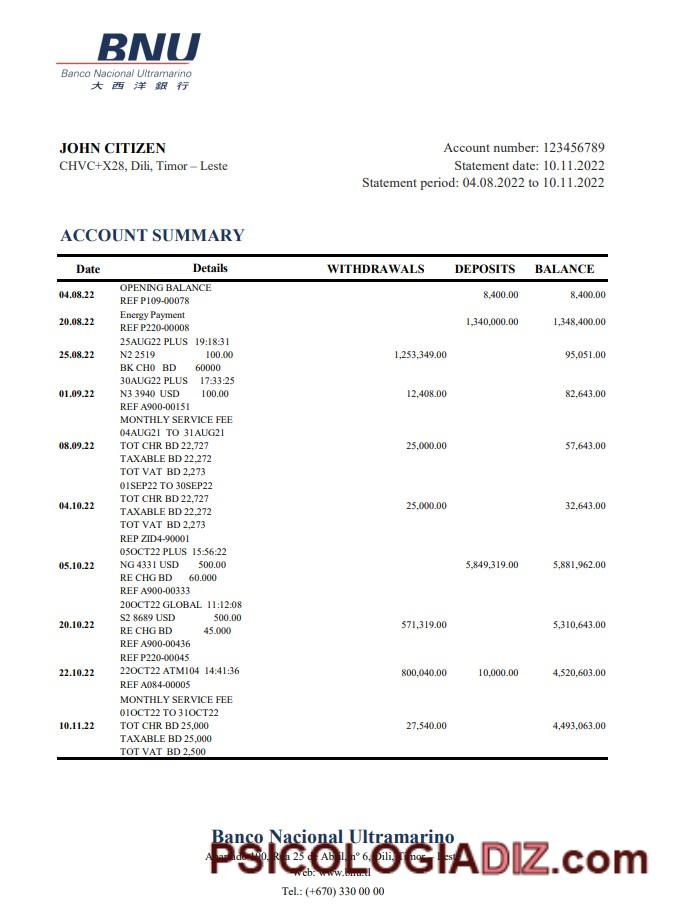 BNU
Banco Nacional Ultramarino
大西洋銀行
JOHN CITIZEN
CHVC+X28, Dili, Timor – Leste
Account number: 123456789
Statement date: 10.11.2022
Statement period: 04.08.2022 to 10.11.2022
ACCOUNT SUMMARY
Date Details WITHDRAWALS DEPOSITS BALANCE
OPENING BALANCE
04.08.22 8,400.00 8,400.00
REF P109-00078
Energy Payment
20.08.22 1,340,000.00 1,348,400.00
REF P220-00008
25AUG22 PLUS 19:18:31
25.08.22 N2 2519 100.00 1,253,349.00 95,051.00
BK CH0 BD 60000
30AUG22 PLUS 17:33:25
01.09.22 N3 3940 USD 100.00 12,408.00 82,643.00
REF A900-00151
MONTHLY SERVICE FEE
04AUG21 TO 31AUG21
08.09.22 TOT CHR BD 22,727 25,000.00 57,643.00
TAXABLE BD 22,272
TOT VAT BD 2,273
01SEP22 TO 30SEP22
TOT CHR BD 22,727
04.10.22 25,000.00 32,643.00
TAXABLE BD 22,272
TOT VAT BD 2,273
REP ZID4-90001
05OCT22 PLUS 15:56:22
05.10.22 NG 4331 USD 500.00 5,849,319.00 5,881,962.00
RE CHG BD 60.000
REF A900-00333
20OCT22 GLOBAL 11:12:08
S2 8689 USD 500.00
20.10.22 571,319.00 5,310,643.00
RE CHG BD 45.000
REF A900-00436
REF P220-00045
22.10.22 22OCT22 ATM104 14:41:36 800,040.00 10,000.00 4,520,603.00
REF A084-00005
MONTHLY SERVICE FEE
01OCT22 TO 31OCT22
10.11.22 TOT CHR BD 25,000 27,540.00 4,493,063.00
TAXABLE BD 25,000
TOT VAT BD 2,500
Banco Nacional Ultramarino
25 de Abril, nº 6, Dili,
PSICOLOGIADIZ.com
Web: www.bnu.tl
Tel.: (+670) 330 00 00